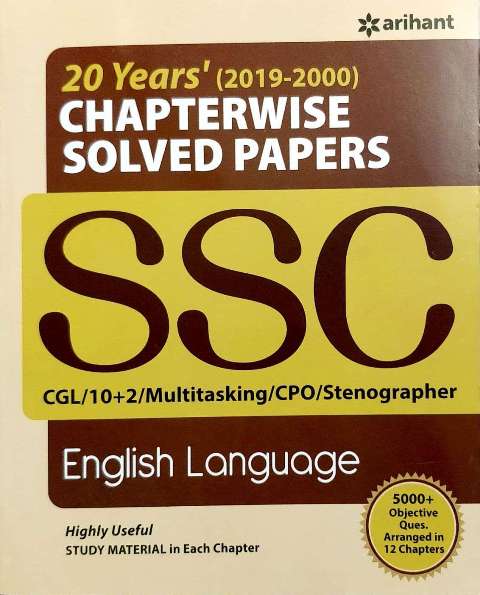 arihant
20 Years' (2019-2000)
CHAPTERWISE
SOLVED PAPERS
SSC
CGL/10+2/Multitasking/CPO/Stenographer
English Language
Highly Useful
STUDY MATERIAL in Each Chapter
5000+
Objective
Ques.
Arranged in
12 Chapters